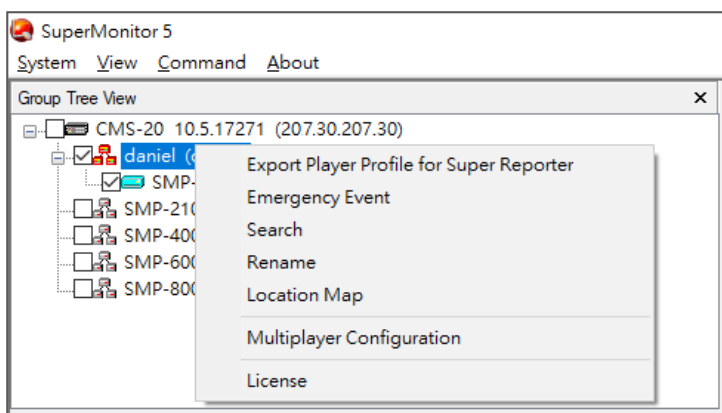 SuperMonitor 5
System View Command About
Group Tree View
CMS-20 10.5.17271 (207.30.207.30)
daniel
SMP-
SMP-210
SMP-400
SMP-600
SMP-800
Export Player Profile for Super Reporter
Emergency Event
Search
Rename
Location Map
Multiplayer Configuration
License